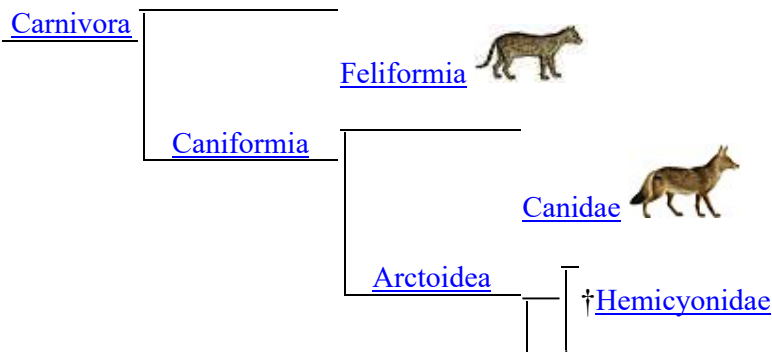 Carnivora
Feliformia
Caniformia
Canidae
Arctoidea
†Hemicyonidae